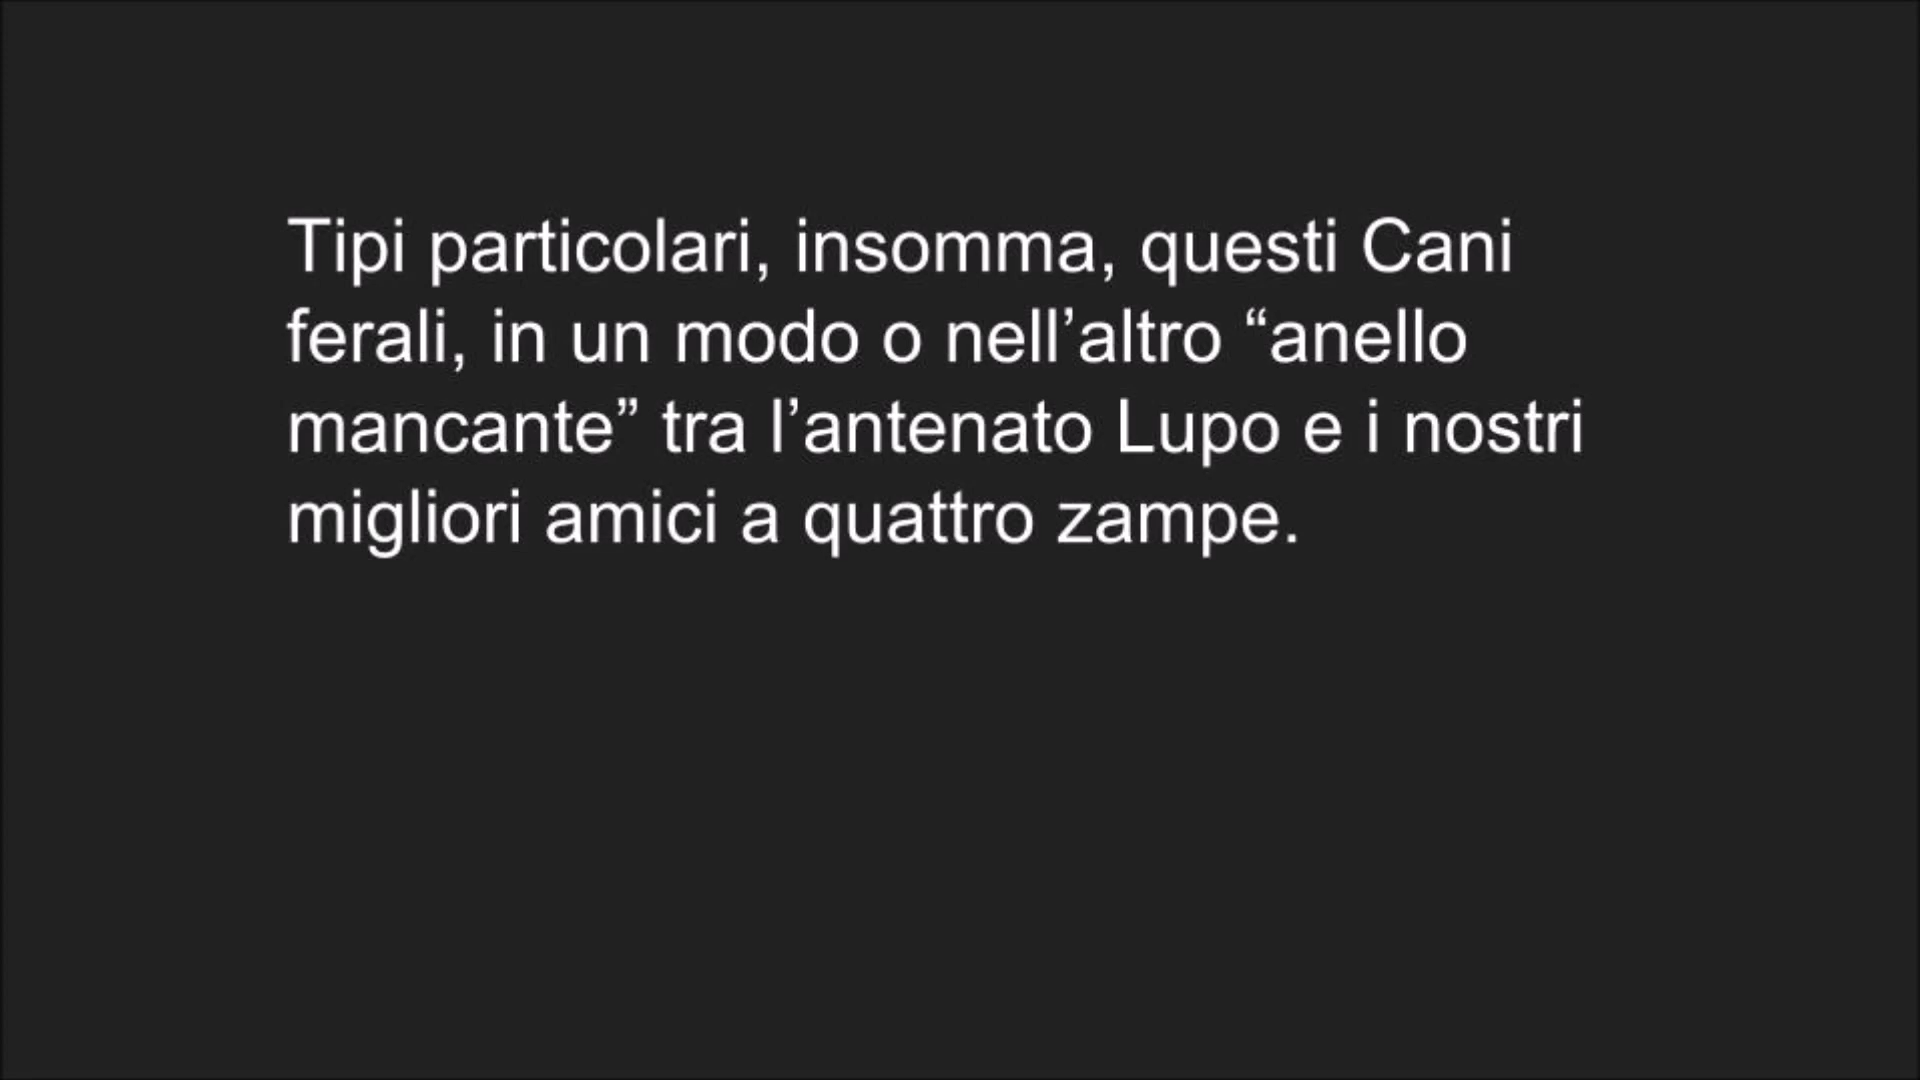 Tipi particolari, insomma, questi Cani
ferali, in un modo o nell’altro “anello
mancante” tra l’antenato Lupo e i nostri
migliori amici a quattro zampe.